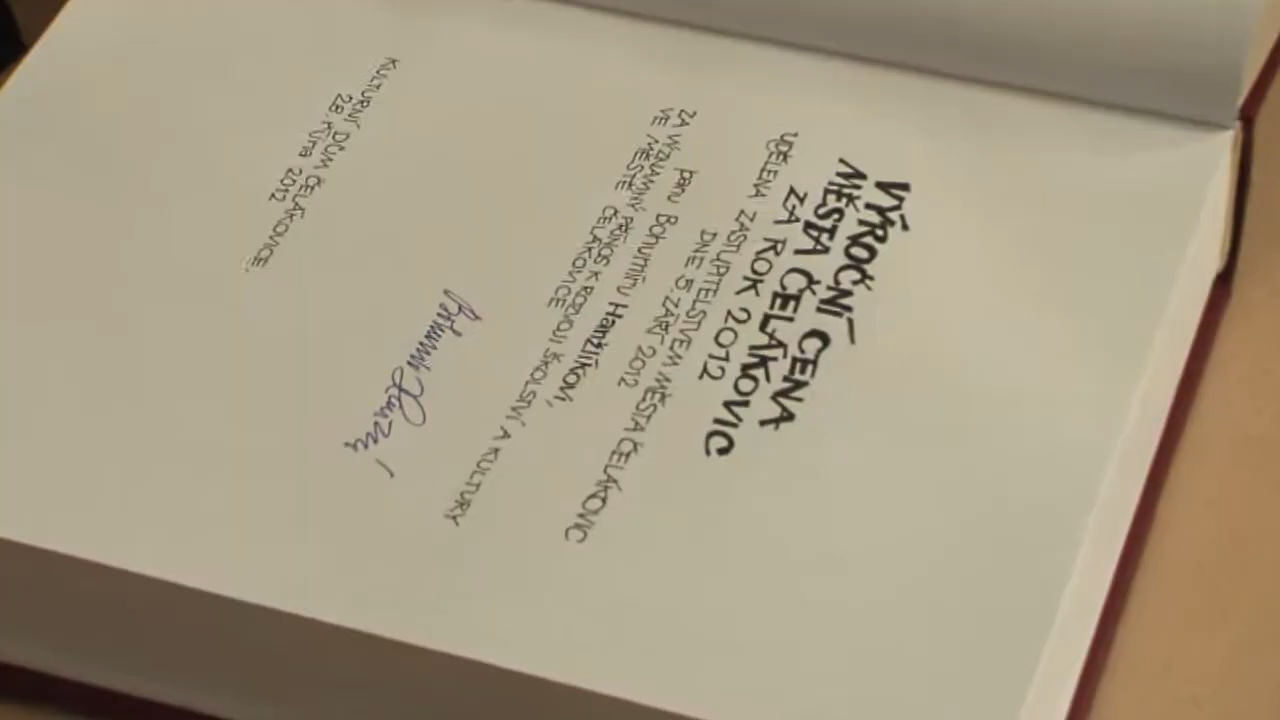 VÝROČNÍ CENA
MĚSTA ČELÁKOVIC
ZA ROK 2012
UDĚLENA ZASTUPITELSTVEM MĚSTA ČELÁKOVIC
DNE 5. ZÁŘÍ 2012
panu Bohumilu Hanžlíkovi,
ZA VÝZNAMNÝ PŘÍNOS K ROZVOJI ŠKOLSTVÍ A KULTURY
VE MĚSTĚ ČELÁKOVICE
KULTURNÍ DŮM ČELÁKOVICE,
28. října 2012